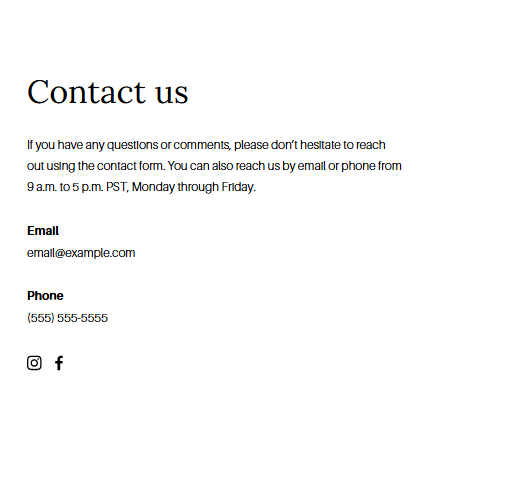 Contact us
If you have any questions or comments, please don’t hesitate to reach
out using the contact form. You can also reach us by email or phone from
9 a.m. to 5 p.m. PST, Monday through Friday.
Email
email@example.com
Phone
(555) 555-5555